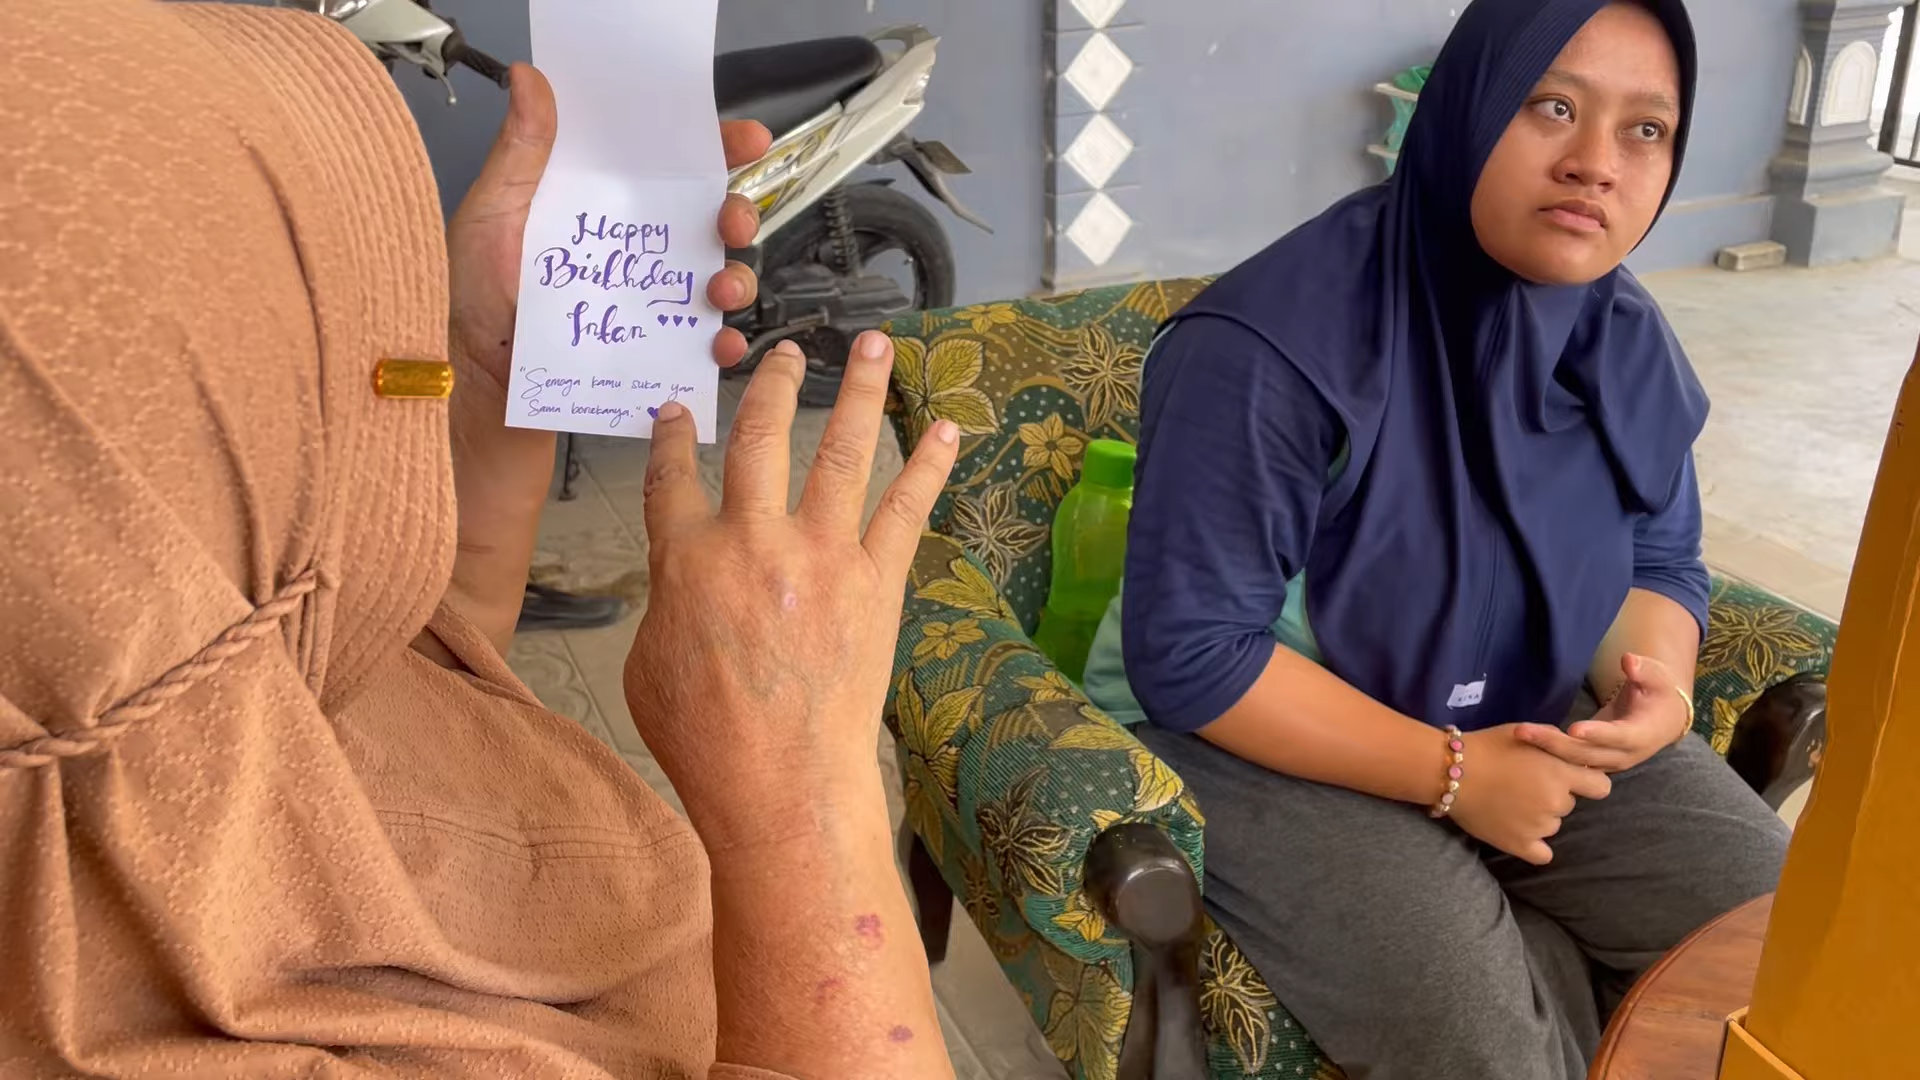 Happy
Birthday
Intan ♥♥♥
"Semoga kamu suka yaa...
Sama bonekanya." ♥